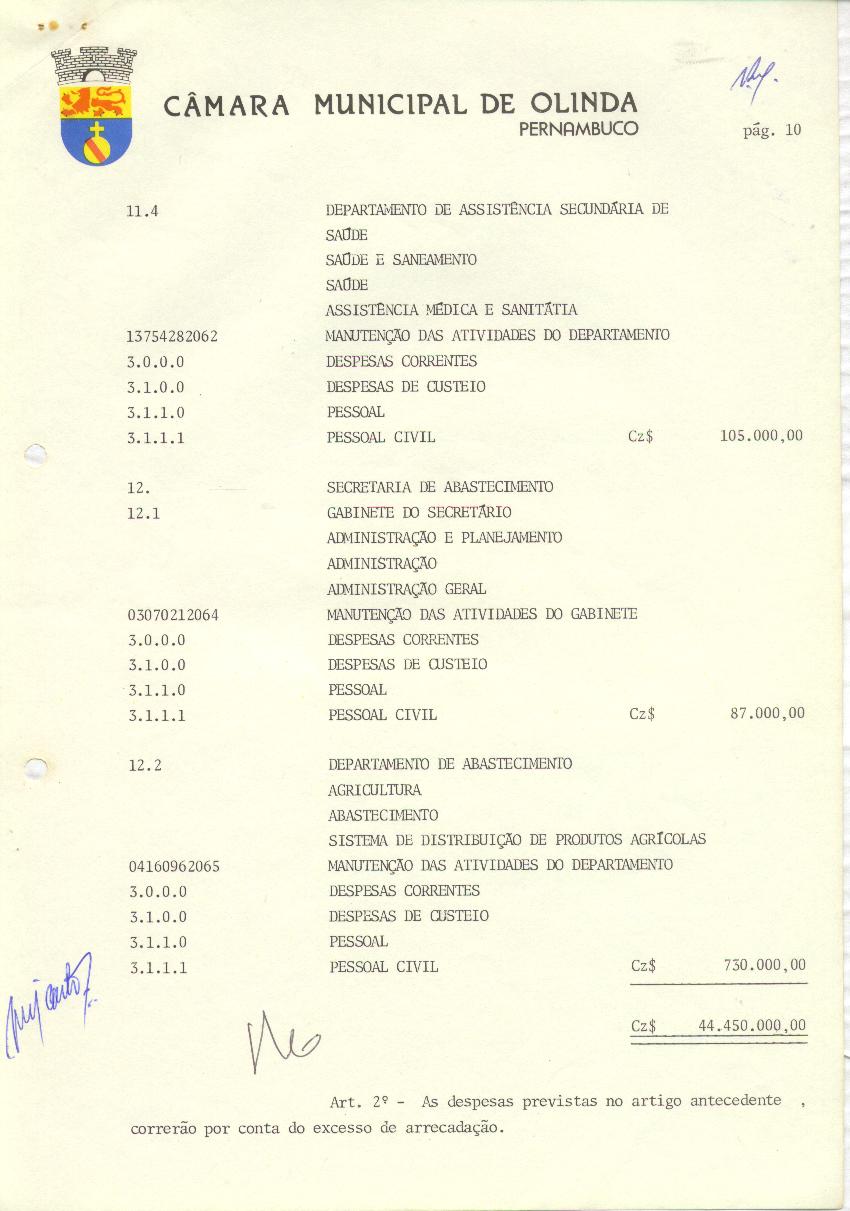 CÂMARA MUNICIPAL DE OLINDA
PERNAMBUCO
pág. 10
11.4 DEPARTAMENTO DE ASSISTÊNCIA SECUNDÁRIA DE
SAÚDE
SAÚDE E SANEAMENTO
SAÚDE
ASSISTÊNCIA MÉDICA E SANITÁTIA
13754282062 MANUTENÇÃO DAS ATIVIDADES DO DEPARTAMENTO
3.0.0.0 DESPESAS CORRENTES
3.1.0.0 DESPESAS DE CUSTEIO
3.1.1.0 PESSOAL
3.1.1.1 PESSOAL CIVIL Cz$ 105.000,00
12. SECRETARIA DE ABASTECIMENTO
12.1 GABINETE DO SECRETÁRIO
ADMINISTRAÇÃO E PLANEJAMENTO
ADMINISTRAÇÃO
ADMINISTRAÇÃO GERAL
03070212064 MANUTENÇÃO DAS ATIVIDADES DO GABINETE
3.0.0.0 DESPESAS CORRENTES
3.1.0.0 DESPESAS DE CUSTEIO
3.1.1.0 PESSOAL
3.1.1.1 PESSOAL CIVIL Cz$ 87.000,00
12.2 DEPARTAMENTO DE ABASTECIMENTO
AGRICULTURA
ABASTECIMENTO
SISTEMA DE DISTRIBUIÇÃO DE PRODUTOS AGRÍCOLAS
04160962065 MANUTENÇÃO DAS ATIVIDADES DO DEPARTAMENTO
3.0.0.0 DESPESAS CORRENTES
3.1.0.0 DESPESAS DE CUSTEIO
3.1.1.0 PESSOAL
3.1.1.1 PESSOAL CIVIL Cz$ 730.000,00
Cz$ 44.450.000,00
Art. 2º - As despesas previstas no artigo antecedente ,
correrão por conta do excesso de arrecadação.